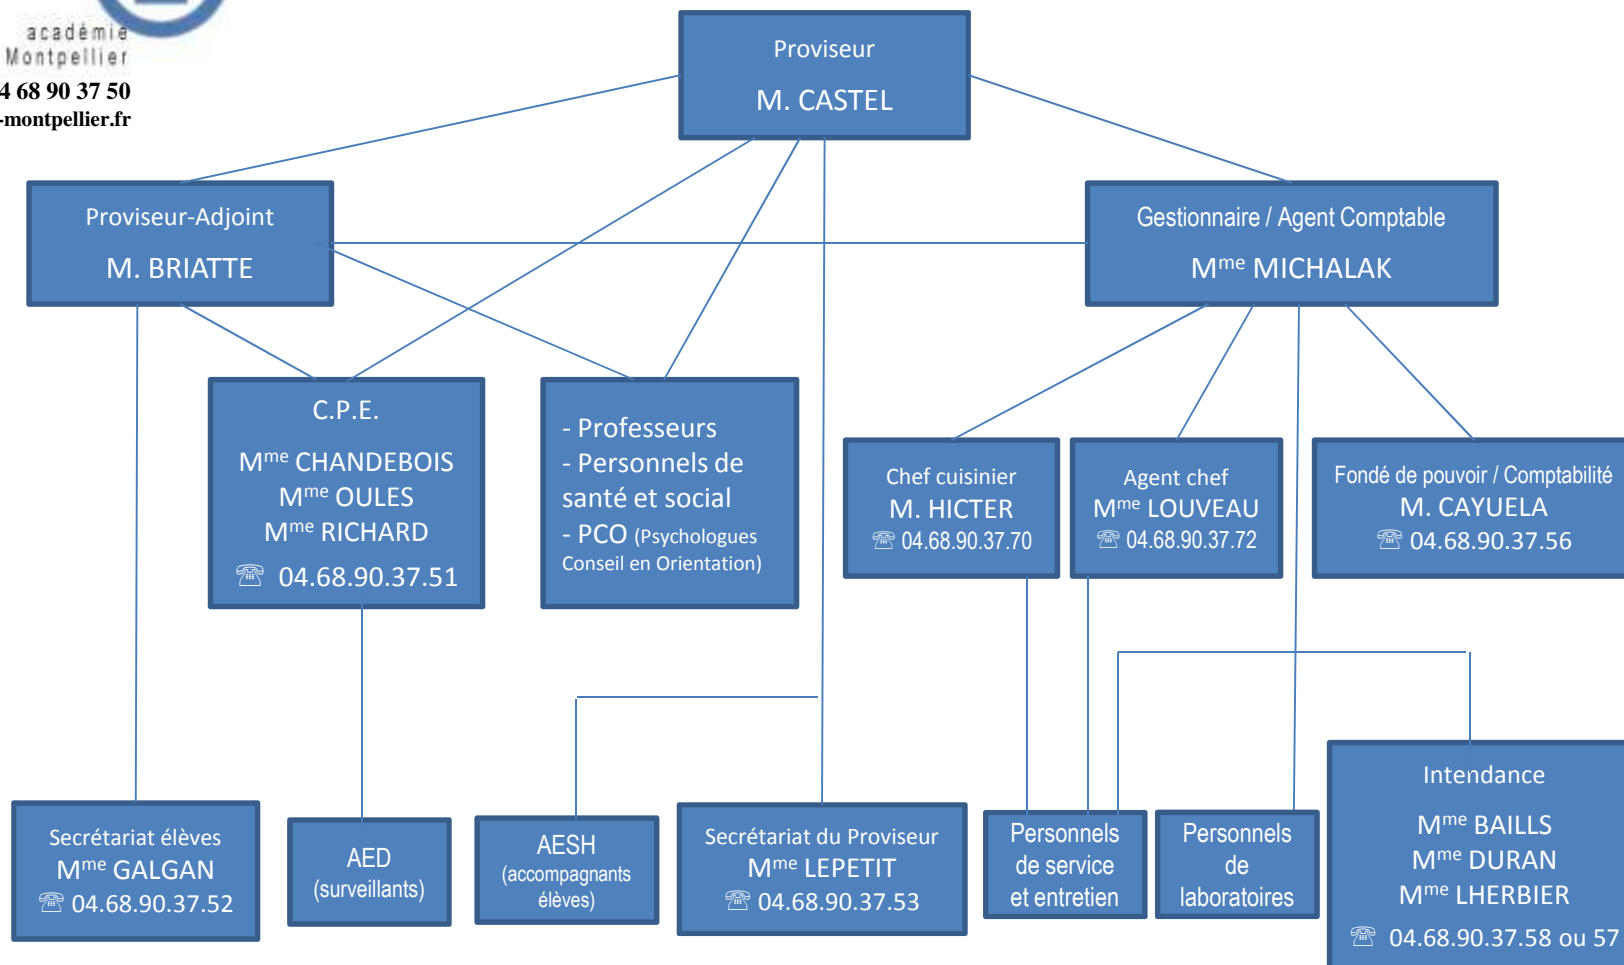 académie
Montpellier
4 68 90 37 50
-montpellier.fr
Proviseur
M. CASTEL
Proviseur-Adjoint
M. BRIATTE
Gestionnaire / Agent Comptable
Mme MICHALAK
C.P.E.
Mme CHANDEBOIS
Mme OULES
Mme RICHARD
☏ 04.68.90.37.51
- Professeurs
- Personnels de
santé et social
- PCO (Psychologues
Conseil en Orientation)
Chef cuisinier
M. HICTER
☏ 04.68.90.37.70
Agent chef
Mme LOUVEAU
☏ 04.68.90.37.72
Fondé de pouvoir / Comptabilité
M. CAYUELA
☏ 04.68.90.37.56
Secrétariat élèves
Mme GALGAN
☏ 04.68.90.37.52
AED
(surveillants)
AESH
(accompagnants
élèves)
Secrétariat du Proviseur
Mme LEPETIT
☏ 04.68.90.37.53
Personnels
de service
et entretien
Personnels
de
laboratoires
Intendance
Mme BAILLS
Mme DURAN
Mme LHERBIER
☏ 04.68.90.37.58 ou 57